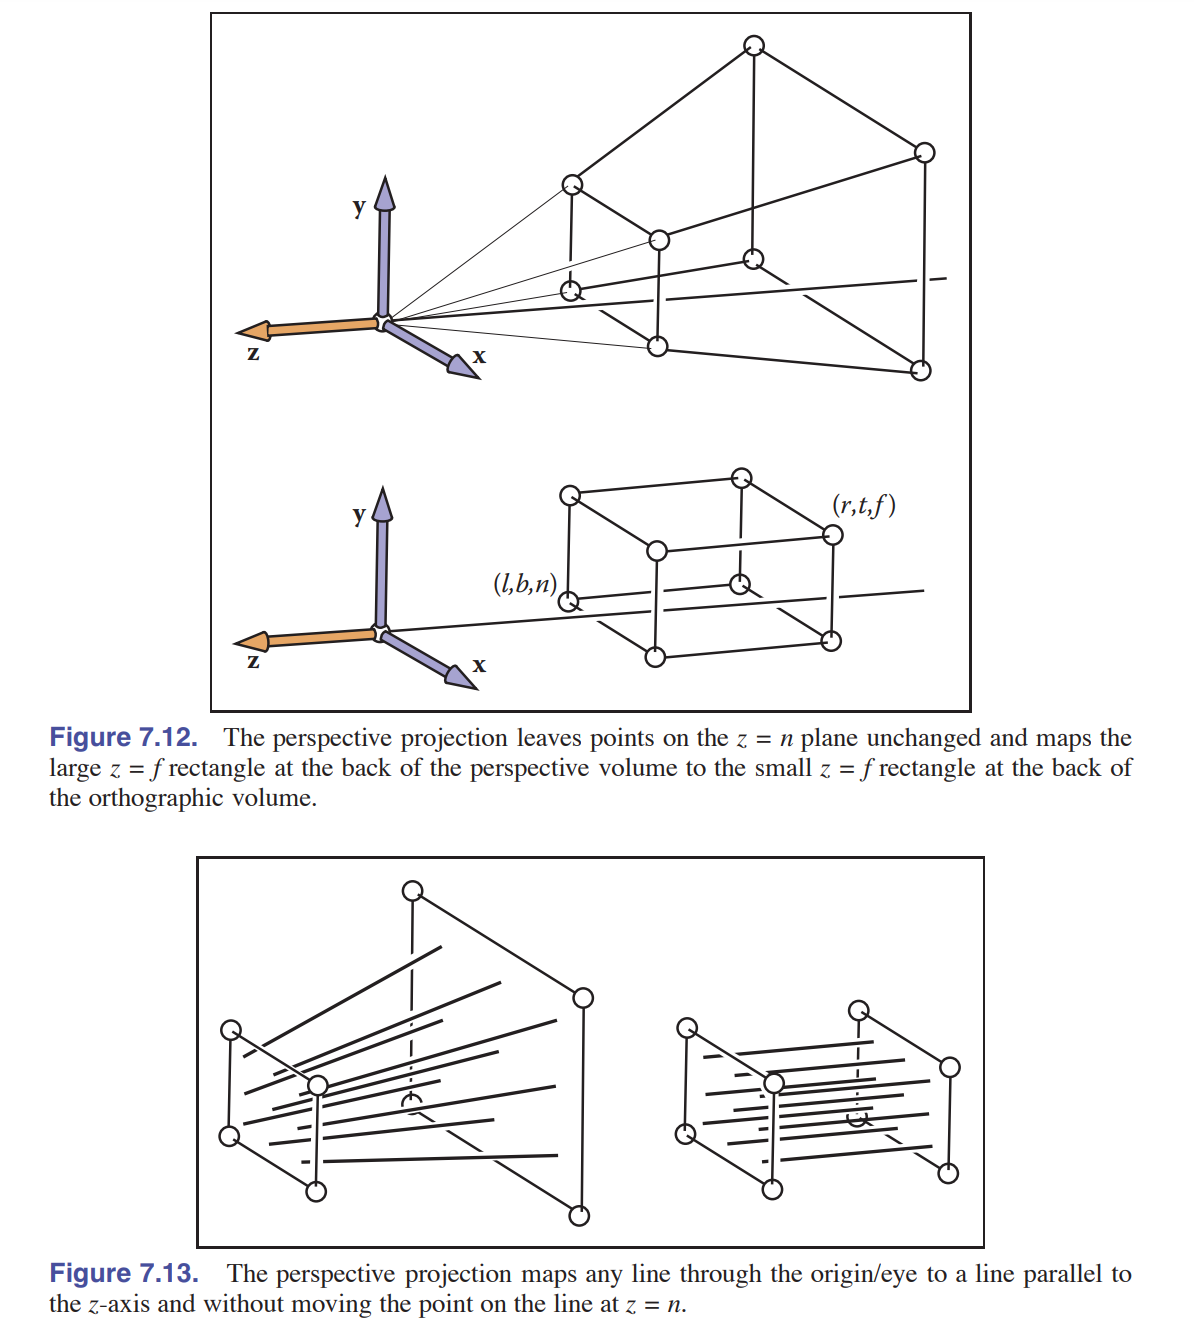 y
z
x
y
(r,t,f)
(l,b,n)
z
x
Figure 7.12. The perspective projection leaves points on the z = n plane unchanged and maps the
large z = f rectangle at the back of the perspective volume to the small z = f rectangle at the back of
the orthographic volume.
Figure 7.13. The perspective projection maps any line through the origin/eye to a line parallel to
the z-axis and without moving the point on the line at z = n.